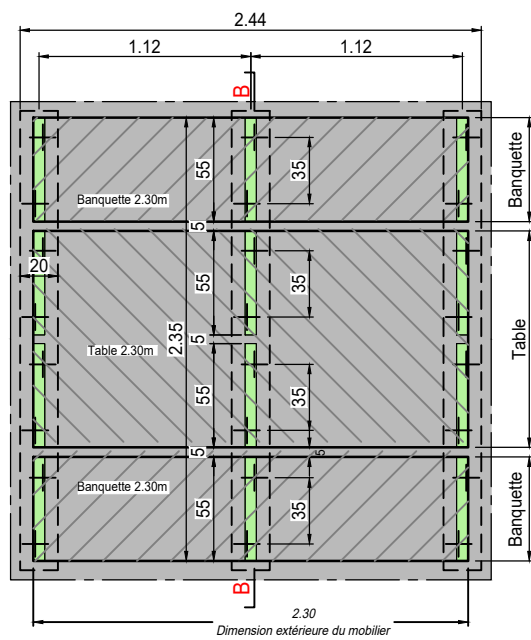 2.44
1.12
1.12
B
Banquette
55
35
Banquette 2.30m
5
20
55
35
Table
2.35
5
Table 2.30m
55
35
5
5
Banquette 2.30m
55
35
Banquette
B
2.30
Dimension extérieure du mobilier